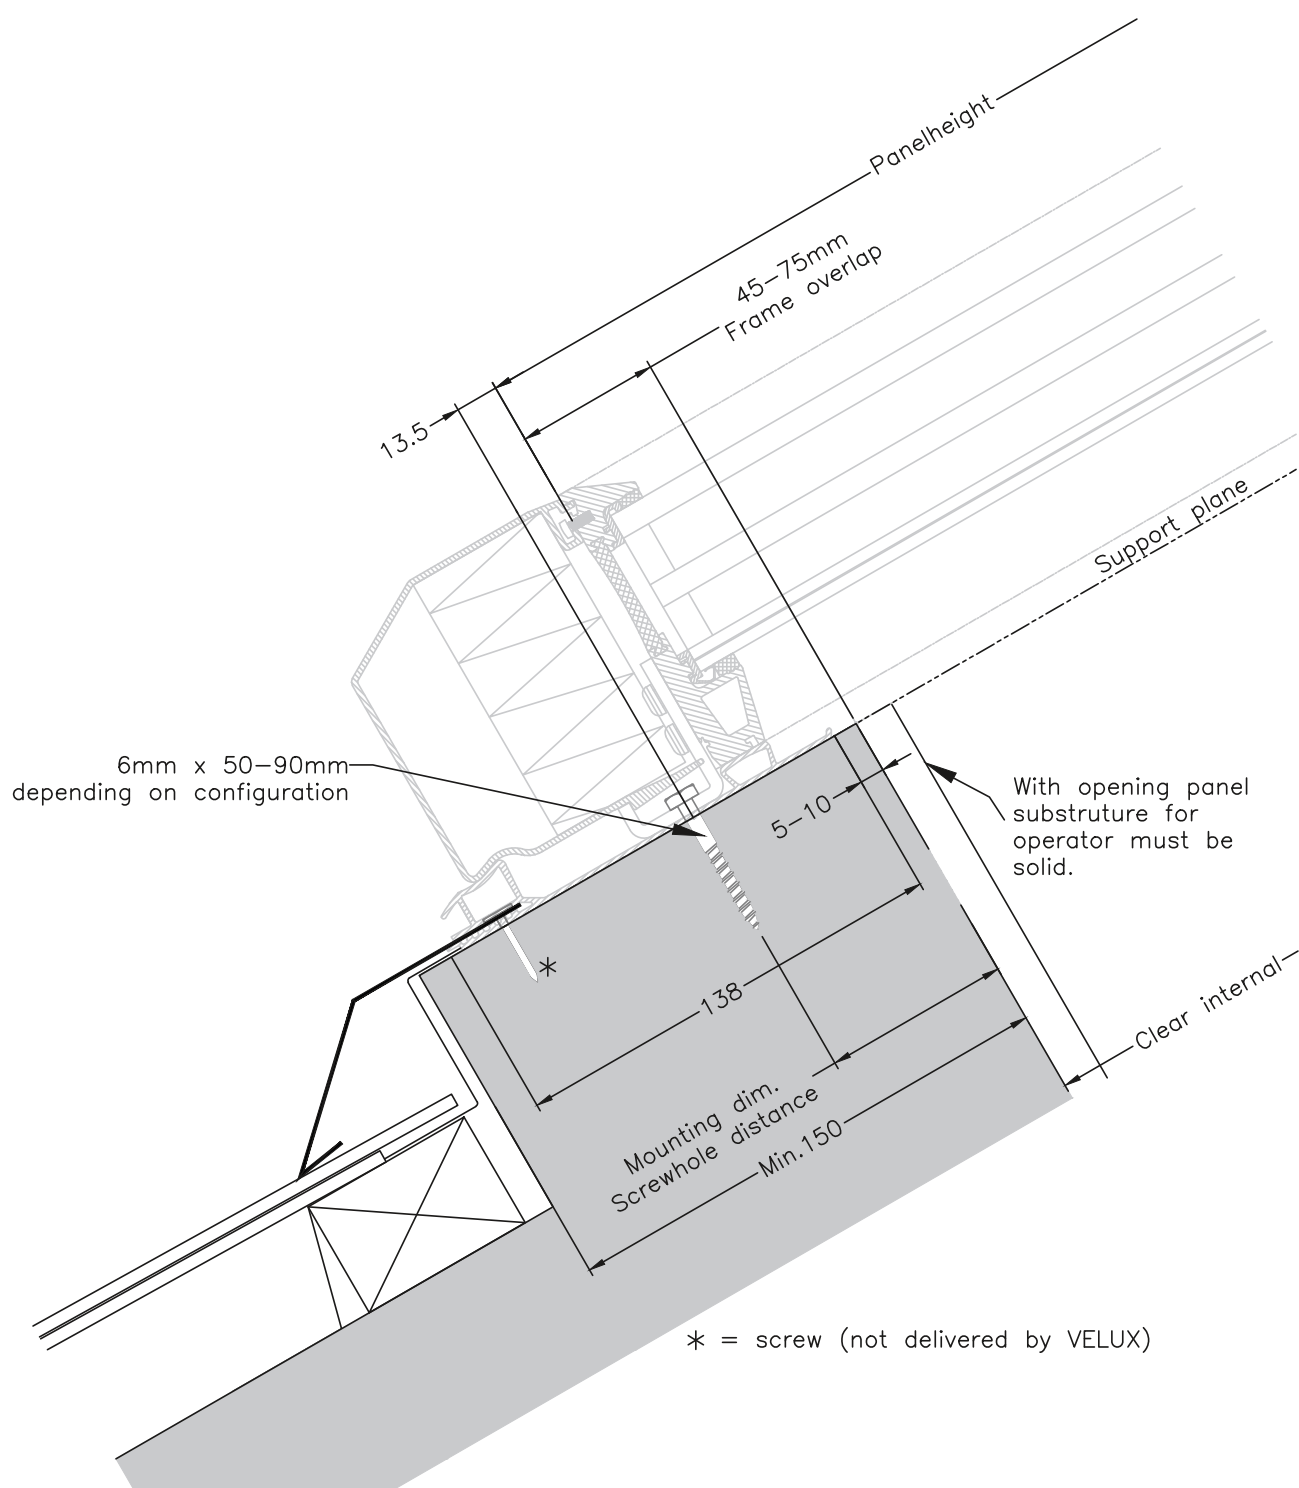 Panelheight
45-75mm
Frame overlap
13.5
Support plane
6mm x 50-90mm
depending on configuration
5-10
With opening panel
substruture for
operator must be
solid.
*
138
Clear internal
Mounting dim.
Screwhole distance
Min.150
* = screw (not delivered by VELUX)